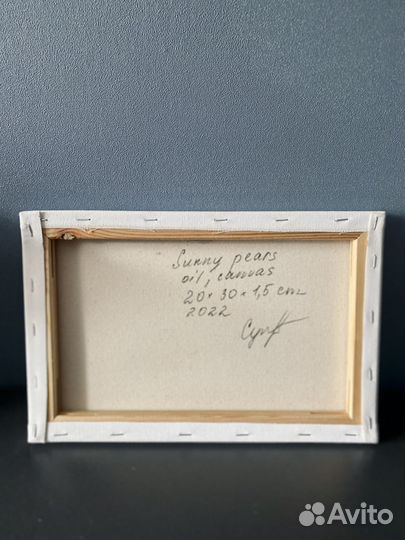 Sunny pears
oil, canvas
20×30×1,5 cm
2022
Avito